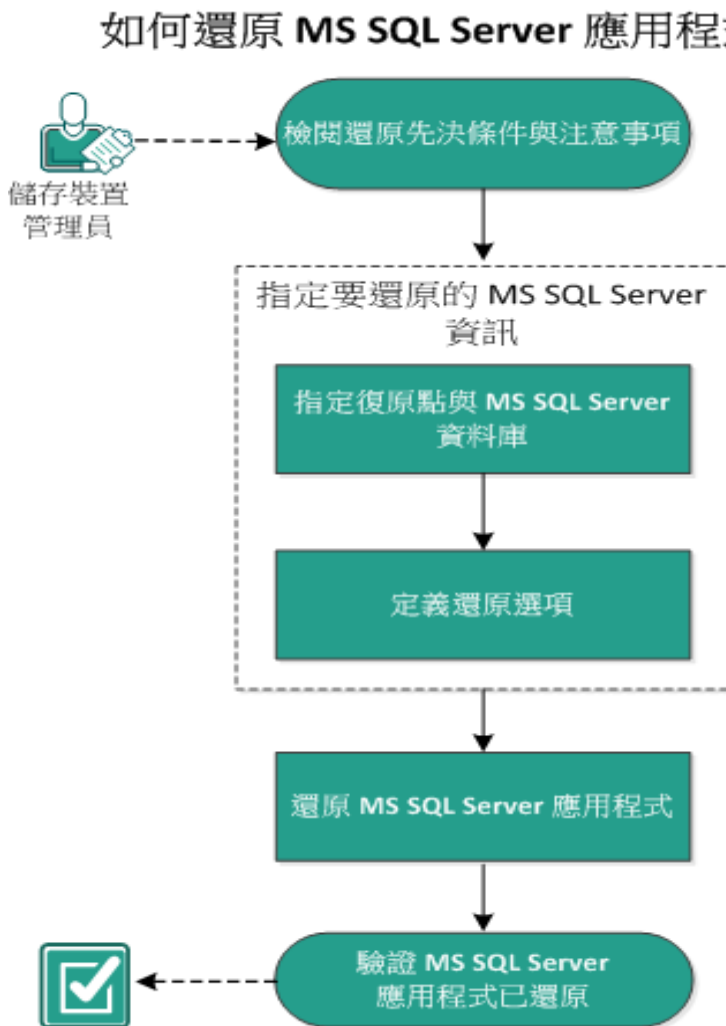 如何還原 MS SQL Server 應用程
檢閱還原先決條件與注意事項
儲存裝置
管理員
指定要還原的 MS SQL Server
資訊
指定復原點與 MS SQL Server
資料庫
定義還原選項
還原 MS SQL Server 應用程式
驗證 MS SQL Server
應用程式已還原